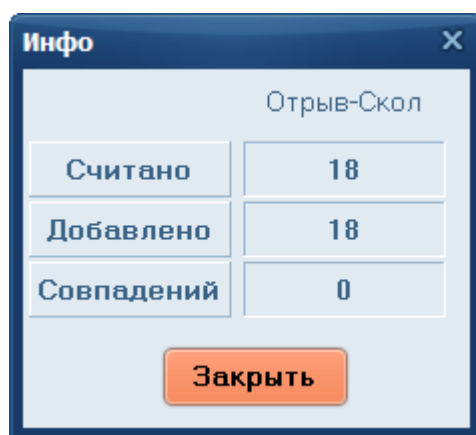 Инфо
Отрыв-Скол
Считано 18
Добавлено 18
Совпадений 0
Закрыть